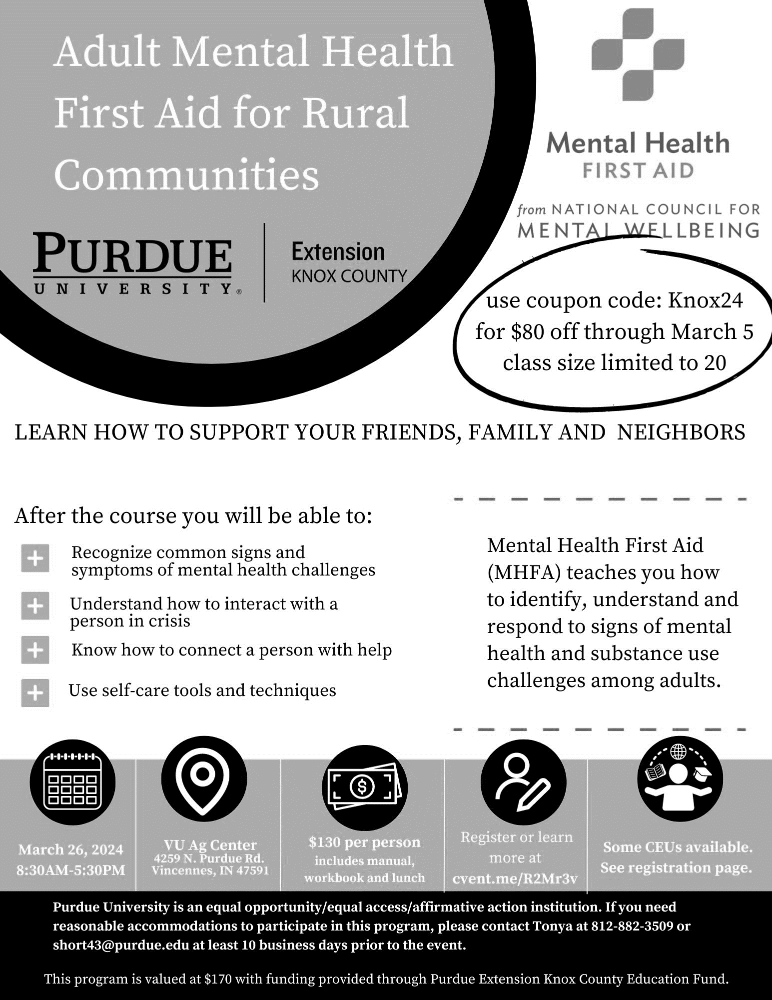 Adult Mental Health
First Aid for Rural
Communities
PURDUE
UNIVERSITY®
Extension
KNOX COUNTY
Mental Health
FIRST AID
from NATIONAL COUNCIL FOR
MENTAL WELLBEING
use coupon code: Knox24
for $80 off through March 5
class size limited to 20
LEARN HOW TO SUPPORT YOUR FRIENDS, FAMILY AND NEIGHBORS
After the course you will be able to:
Recognize common signs and
symptoms of mental health challenges
Understand how to interact with a
person in crisis
Know how to connect a person with help
Use self-care tools and techniques
Mental Health First Aid
(MHFA) teaches you how
to identify, understand and
respond to signs of mental
health and substance use
challenges among adults.
March 26, 2024
8:30AM-5:30PM
VU Ag Center
4259 N. Purdue Rd.
Vincennes, IN 47591
$
$130 per person
includes manual,
workbook and lunch
Register or learn
more at
cvent.me/R2Mr3v
Some CEUs available.
See registration page.
Purdue University is an equal opportunity/equal access/affirmative action institution. If you need
reasonable accommodations to participate in this program, please contact Tonya at 812-882-3509 or
short43@purdue.edu at least 10 business days prior to the event.
This program is valued at $170 with funding provided through Purdue Extension Knox County Education Fund.